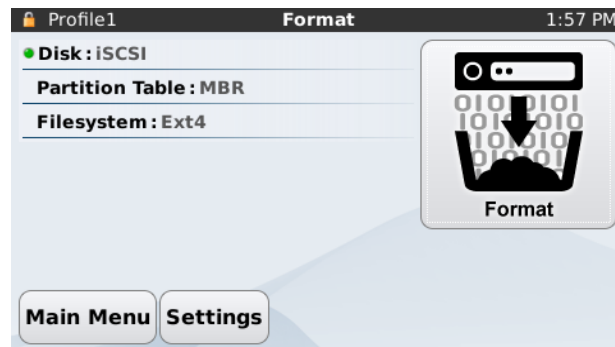 Profile1 Format 1:57 PM
Disk : iSCSI
Partition Table : MBR
Filesystem : Ext4
Format
Main Menu Settings